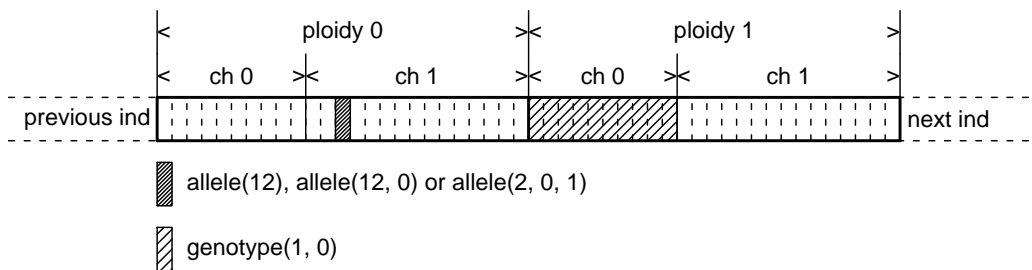 < ploidy 0 > < ploidy 1 >
< ch 0 > < ch 1 > < ch 0 > < ch 1 >
previous ind next ind
allele(12), allele(12, 0) or allele(2, 0, 1)
genotype(1, 0)